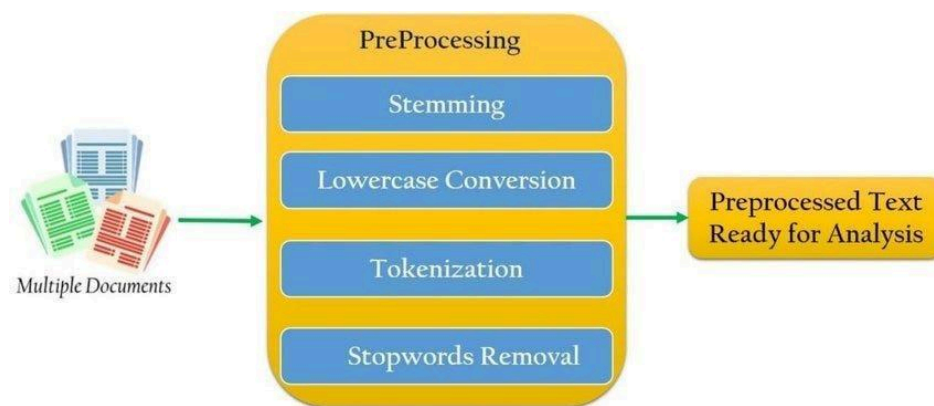 PreProcessing
Stemming
Lowercase Conversion
Tokenization
Stopwords Removal
Multiple Documents
Preprocessed Text
Ready for Analysis